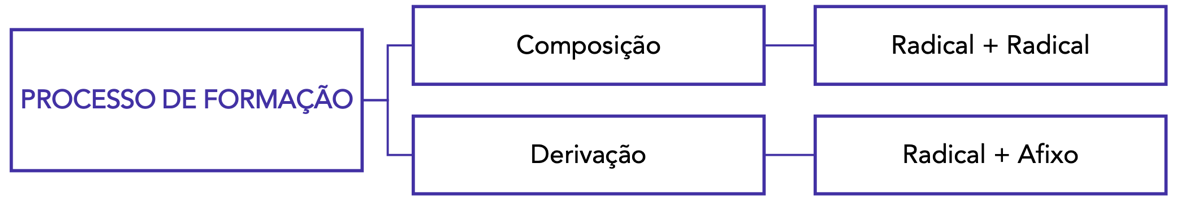 PROCESSO DE FORMAÇÃO
Composição
Radical + Radical
Derivação
Radical + Afixo